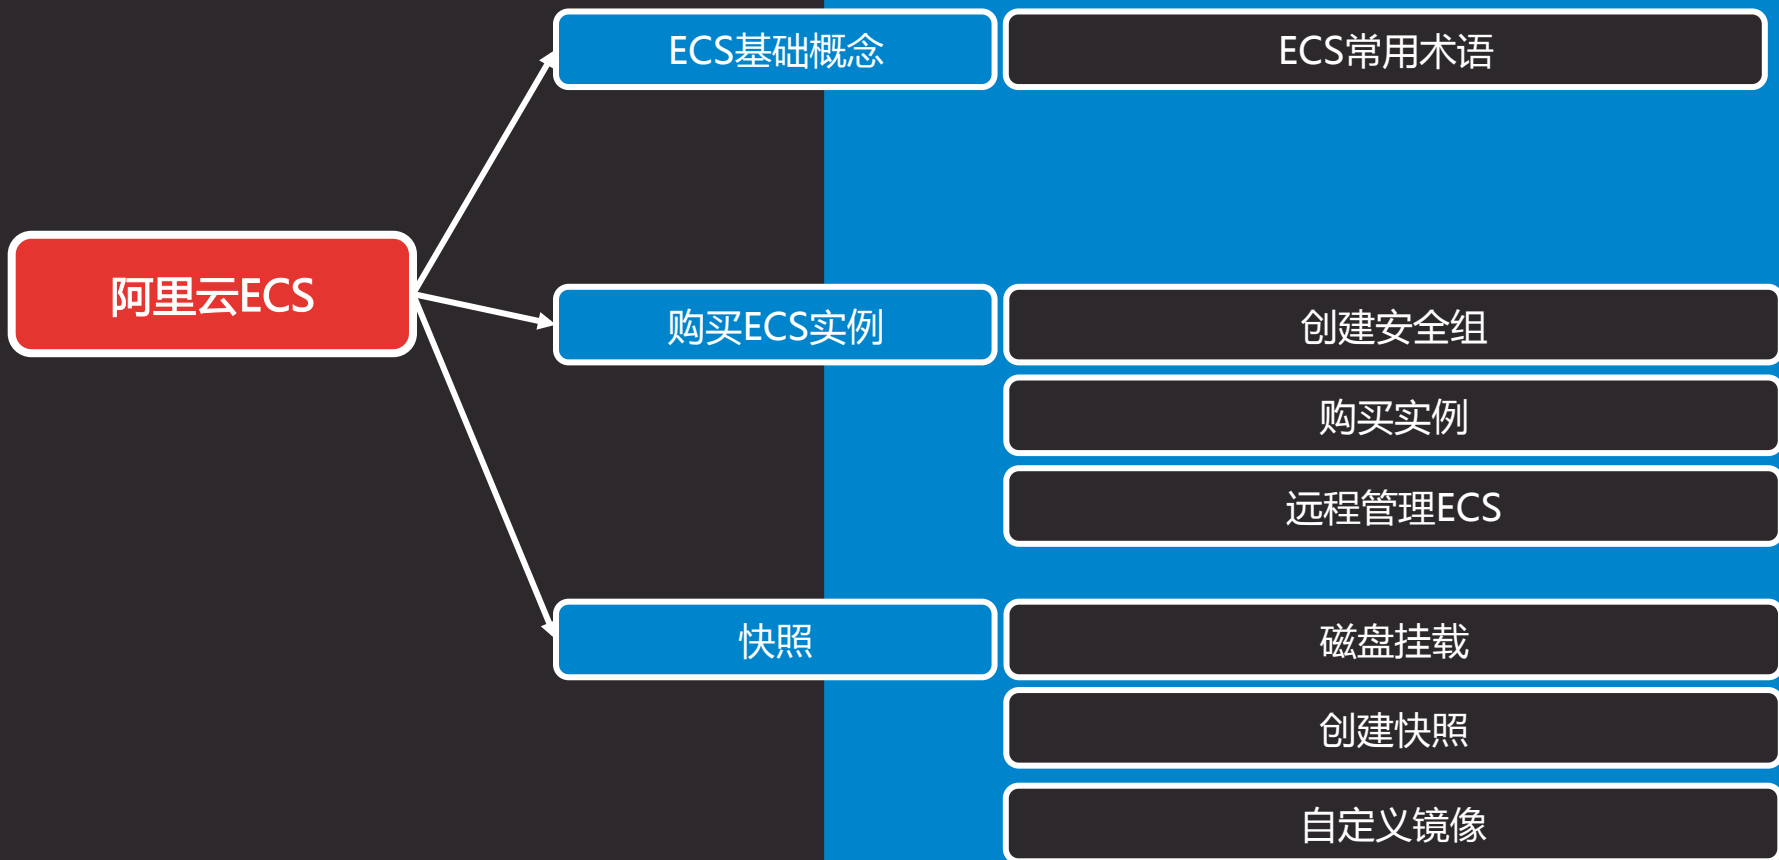 阿里云ECS
ECS基础概念
ECS常用术语
购买ECS实例
创建安全组
购买实例
远程管理ECS
快照
磁盘挂载
创建快照
自定义镜像